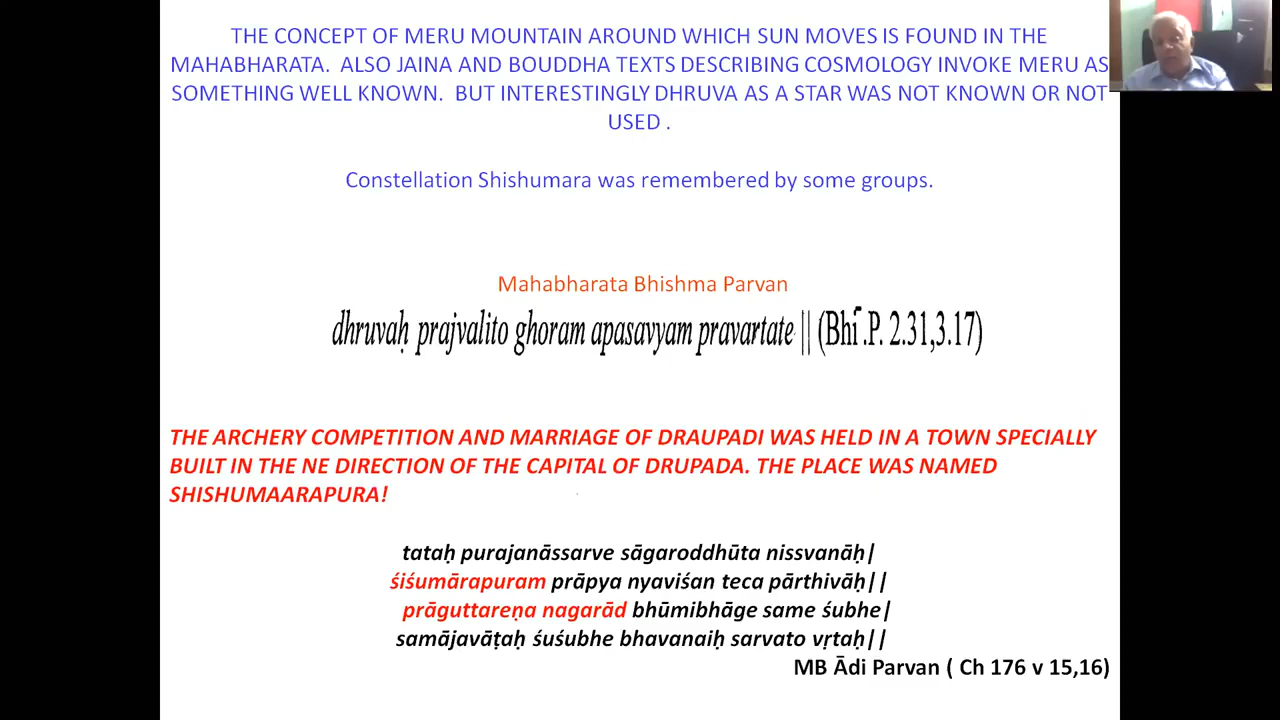 THE CONCEPT OF MERU MOUNTAIN AROUND WHICH SUN MOVES IS FOUND IN THE
MAHABHARATA. ALSO JAINA AND BOUDDHA TEXTS DESCRIBING COSMOLOGY INVOKE MERU AS
SOMETHING WELL KNOWN. BUT INTERESTINGLY DHRUVA AS A STAR WAS NOT KNOWN OR NOT
USED .
Constellation Shishumara was remembered by some groups.
Mahabharata Bhishma Parvan
dhruvaḥ prajvalito ghoram apasavyam pravartate || (Bhī .P. 2.31,3.17)
THE ARCHERY COMPETITION AND MARRIAGE OF DRAUPADI WAS HELD IN A TOWN SPECIALLY
BUILT IN THE NE DIRECTION OF THE CAPITAL OF DRUPADA. THE PLACE WAS NAMED
SHISHUMAARAPURA!
tataḥ purajanāssarve sāgaroddhūta nissvanāḥ|
śiśumārapuram prāpya nyaviśan teca pārthivāḥ||
prāguttareṇa nagarād bhūmibhāge same śubhe|
samājavāṭaḥ śuśubhe bhavanaiḥ sarvato vṛtaḥ||
MB Ādi Parvan ( Ch 176 v 15,16)